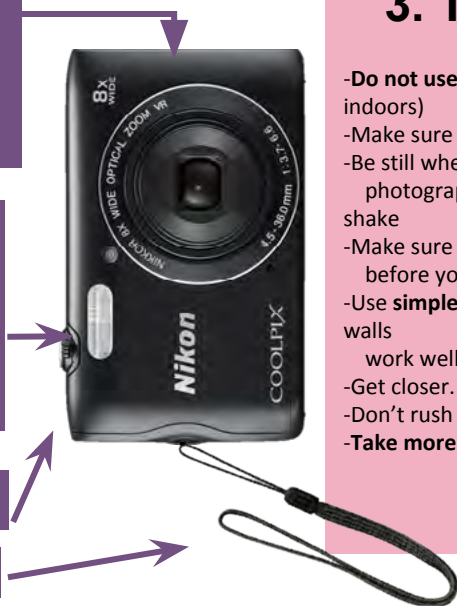 8x
WIDE
NIKKOR 8X WIDE OPTICAL ZOOM VR
4.5-36.0mm 1:3.7-6.6
Nikon
COOLPIX
3.
-Do not use
indoors)
-Make sure
-Be still whe
photograp
shake
-Make sure
before yo
-Use simple
walls
work well
-Get closer.
-Don't rush
-Take more